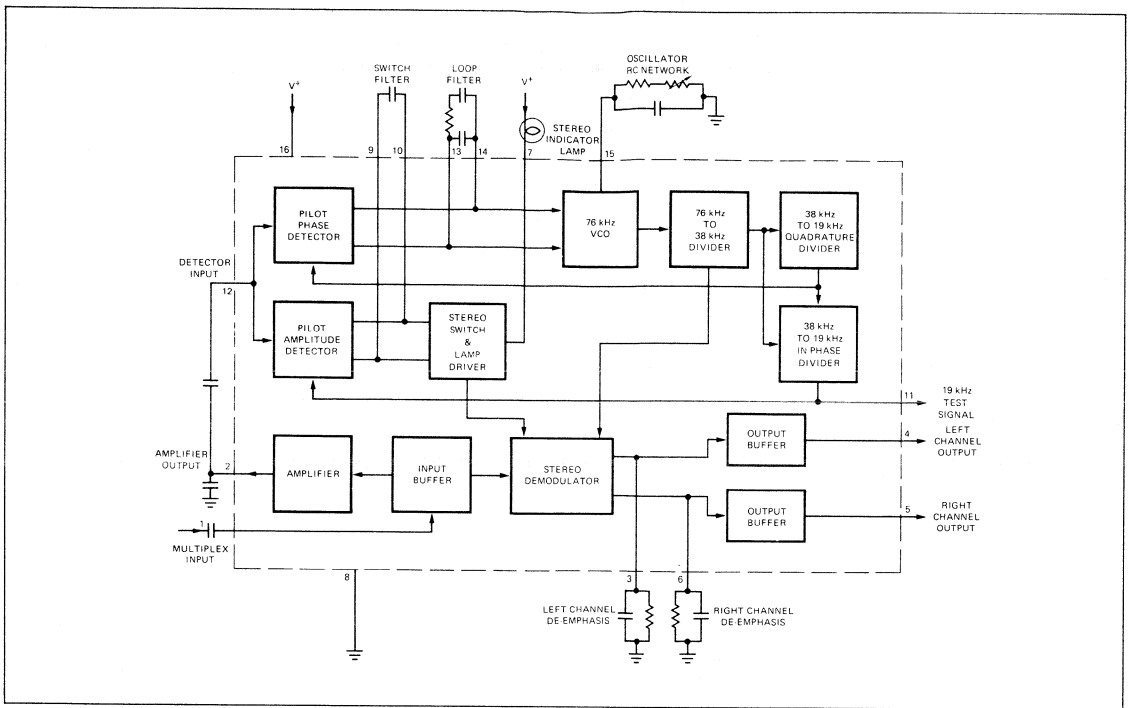 SWITCH
FILTER
LOOP
FILTER
V+
V+
OSCILLATOR
RC NETWORK
STEREO
INDICATOR
LAMP
16
9
10
13
14
7
15
PILOT
PHASE
DETECTOR
76 kHz
VCO
76 kHz
TO
38 kHz
DIVIDER
38 kHz
TO 19 kHz
QUADRATURE
DIVIDER
DETECTOR
INPUT
12
PILOT
AMPLITUDE
DETECTOR
STEREO
SWITCH
&
LAMP
DRIVER
38 kHz
TO 19 kHz
IN PHASE
DIVIDER
11
19 kHz
TEST
SIGNAL
AMPLIFIER
OUTPUT
2
AMPLIFIER
INPUT
BUFFER
STEREO
DEMODULATOR
OUTPUT
BUFFER
4
LEFT
CHANNEL
OUTPUT
OUTPUT
BUFFER
5
RIGHT
CHANNEL
OUTPUT
1
MULTIPLEX
INPUT
8
3
6
LEFT CHANNEL
DE-EMPHASIS
RIGHT CHANNEL
DE-EMPHASIS